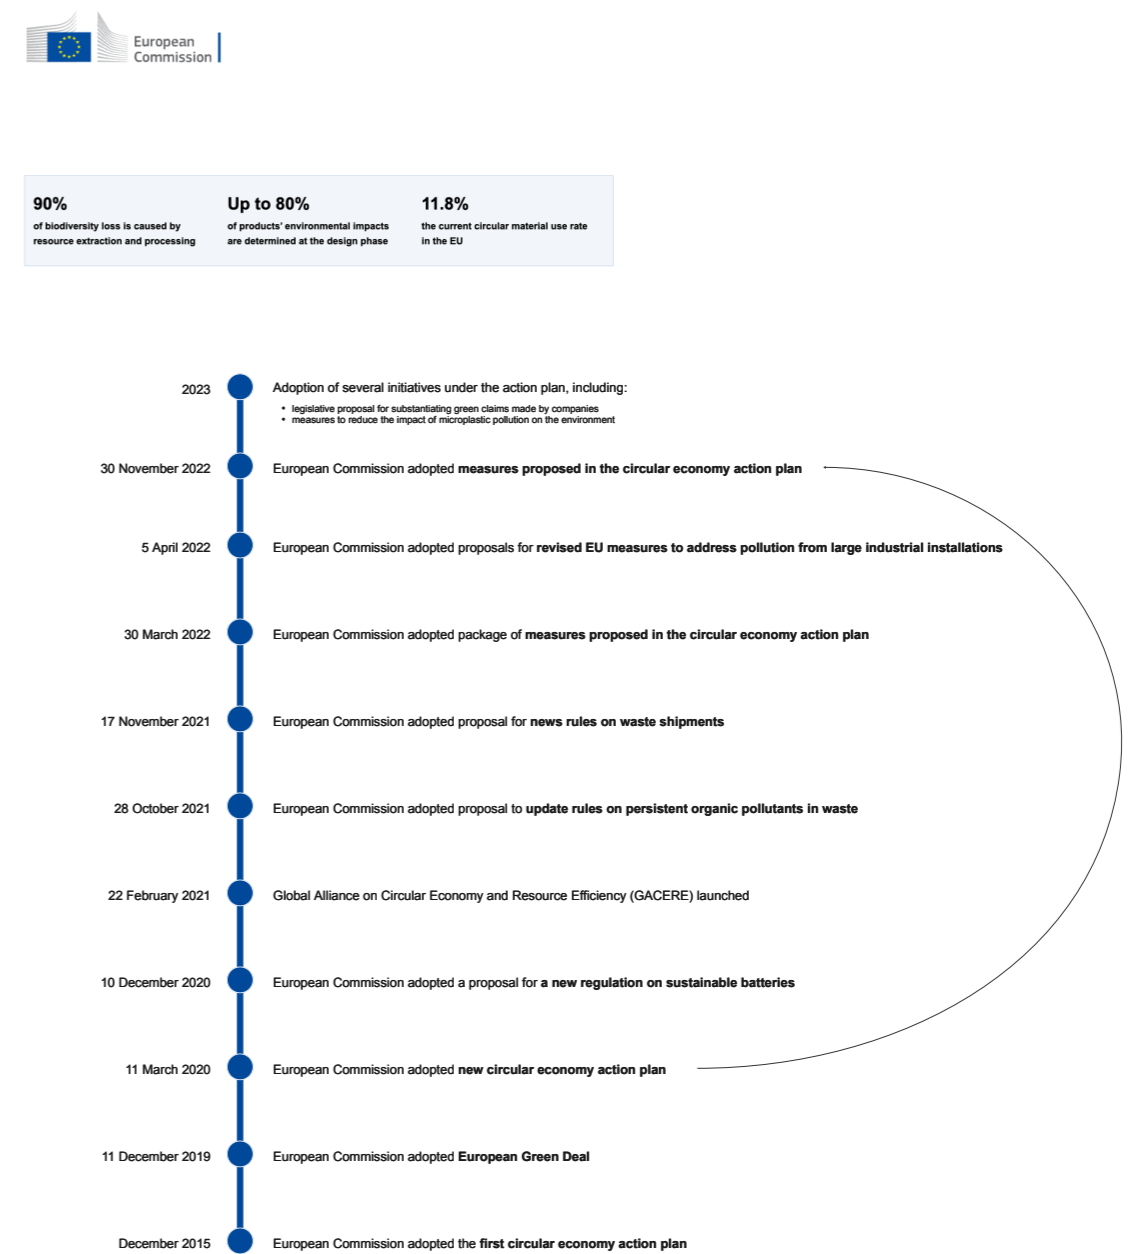 European
Commission
90%
of biodiversity loss is caused by
resource extraction and processing
Up to 80%
of products' environmental impacts
are determined at the design phase
11.8%
the current circular material use rate
in the EU
2023
Adoption of several initiatives under the action plan, including:
• legislative proposal for substantiating green claims made by companies
• measures to reduce the impact of microplastic pollution on the environment
30 November 2022
European Commission adopted measures proposed in the circular economy action plan
5 April 2022
European Commission adopted proposals for revised EU measures to address pollution from large industrial installations
30 March 2022
European Commission adopted package of measures proposed in the circular economy action plan
17 November 2021
European Commission adopted proposal for news rules on waste shipments
28 October 2021
European Commission adopted proposal to update rules on persistent organic pollutants in waste
22 February 2021
Global Alliance on Circular Economy and Resource Efficiency (GACERE) launched
10 December 2020
European Commission adopted a proposal for a new regulation on sustainable batteries
11 March 2020
European Commission adopted new circular economy action plan
11 December 2019
European Commission adopted European Green Deal
December 2015
European Commission adopted the first circular economy action plan